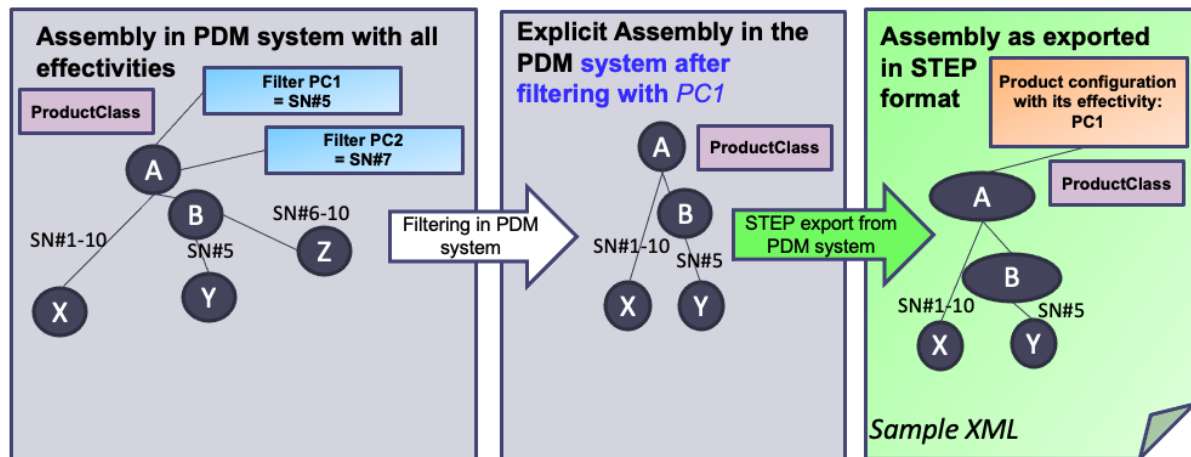 Assembly in PDM system with all
effectivities
Filter PC1
= SN#5
ProductClass
Filter PC2
= SN#7
A
B
SN#6-10
SN#1-10
SN#5
Z
Y
X
Filtering in PDM
system
Explicit Assembly in the
PDM system after
filtering with PC1
A
ProductClass
B
SN#1-10
SN#5
X
Y
STEP export from
PDM system
Assembly as exported
in STEP
format
Product configuration
with its effectivity:
PC1
ProductClass
A
B
SN#1-10
SN#5
X
Y
Sample XML